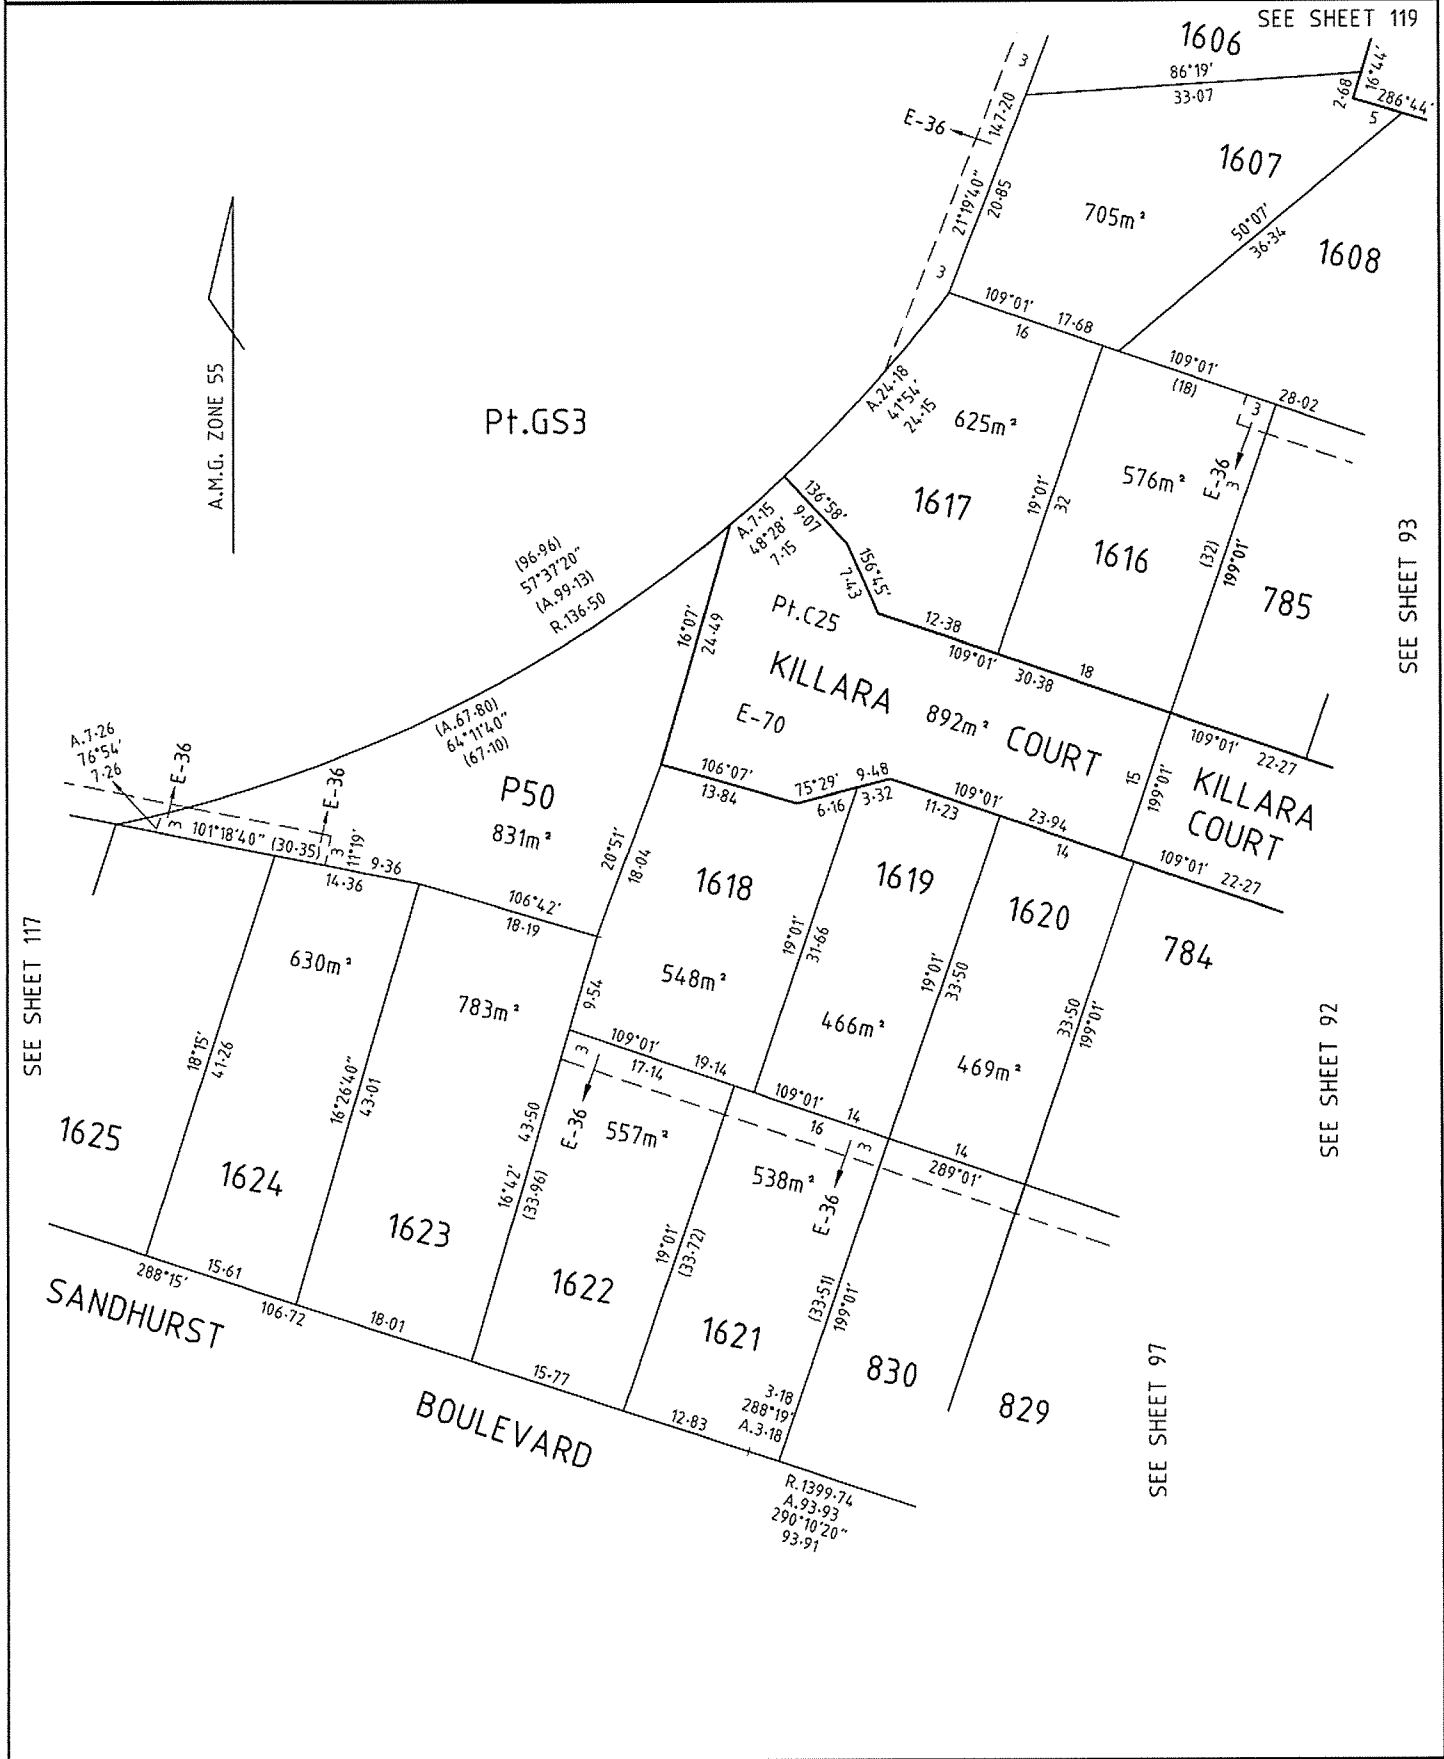 SEE SHEET 119
1606
86°19'
33·07
2·68
16°44'
286°44'
5
3
147·20
E-36
21°19'40"
20·85
3
1607
705m²
50°07'
36·34
1608
A.M.G. ZONE 55
Pt.GS3
109°01'
17·68
16
109°01'
(18)
28·02
3
A.24·18
41°54'
24·15
625m²
1617
19°01'
32
576m²
E-36
3
1616
(32)
199°01'
785
SEE SHEET 93
136°58'
9·07
A.7·15
48°28'
7·15
156°45'
7·43
(96·96)
57°37'20"
(A.99·13)
R.136·50
16°07'
24·49
Pt.C25
12·38
109°01'
30·38
18
KILLARA
COURT
892m²
E-70
109°01'
22·27
15
199°01'
KILLARA
COURT
(A.67·80)
64°11'40"
(67·10)
A.7·26
76°54'
7·26
E-36
E-36
3
101°18'40"
(30·35)
3
11°19'
9·36
14·36
P50
831m²
106°07'
13·84
75°29'
9·48
6·16
3·32
109°01'
11·23
23·94
14
109°01'
22·27
20°51'
18·04
106°42'
18·19
1618
548m²
1619
466m²
1620
469m²
784
SEE SHEET 117
SEE SHEET 92
630m²
783m²
9·54
19°01'
31·66
19°01'
33·50
33·50
199°01'
109°01'
19·14
3
17·14
109°01'
14
16
3
14
289°01'
18°15'
41·26
16°26'40"
43·01
43·50
16°42'
(33·96)
E-36
557m²
538m²
E-36
1625
1624
1623
1622
1621
19°01'
(33·72)
(33·51)
199°01'
830
829
SEE SHEET 97
288°15'
15·61
106·72
18·01
15·77
12·83
3·18
288°19'
A.3·18
SANDHURST
BOULEVARD
R.1399·74
A.93·93
290°10'20"
93·91